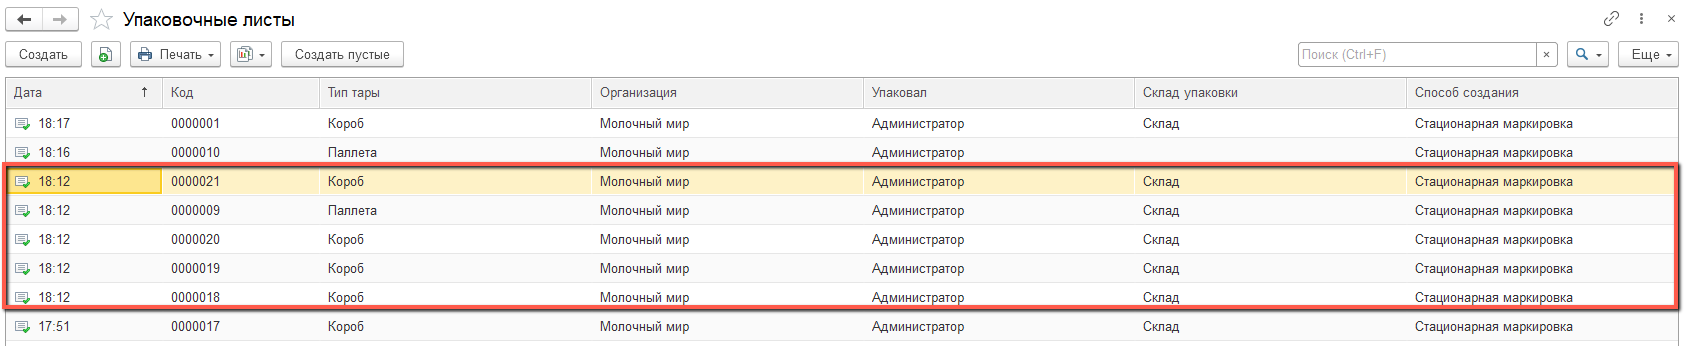 Упаковочные листы
Создать Печать Создать пустые Поиск (Ctrl+F) × Еще
Дата ↑ Код Тип тары Организация Упаковал Склад упаковки Способ создания
18:17 0000001 Короб Молочный мир Администратор Склад Стационарная маркировка
18:16 0000010 Паллета Молочный мир Администратор Стационарная маркировка
18:12 0000021 Короб Молочный мир Администратор Склад Стационарная маркировка
18:12 0000009 Паллета Молочный мир Администратор Склад Стационарная маркировка
18:12 0000020 Короб Молочный мир Администратор Склад Стационарная маркировка
18:12 0000019 Короб Молочный мир Администратор Склад Стационарная маркировка
18:12 0000018 Короб Молочный мир Администратор Склад Стационарная маркировка
17:51 0000017 Короб Молочный мир Администратор Склад Стационарная маркировка